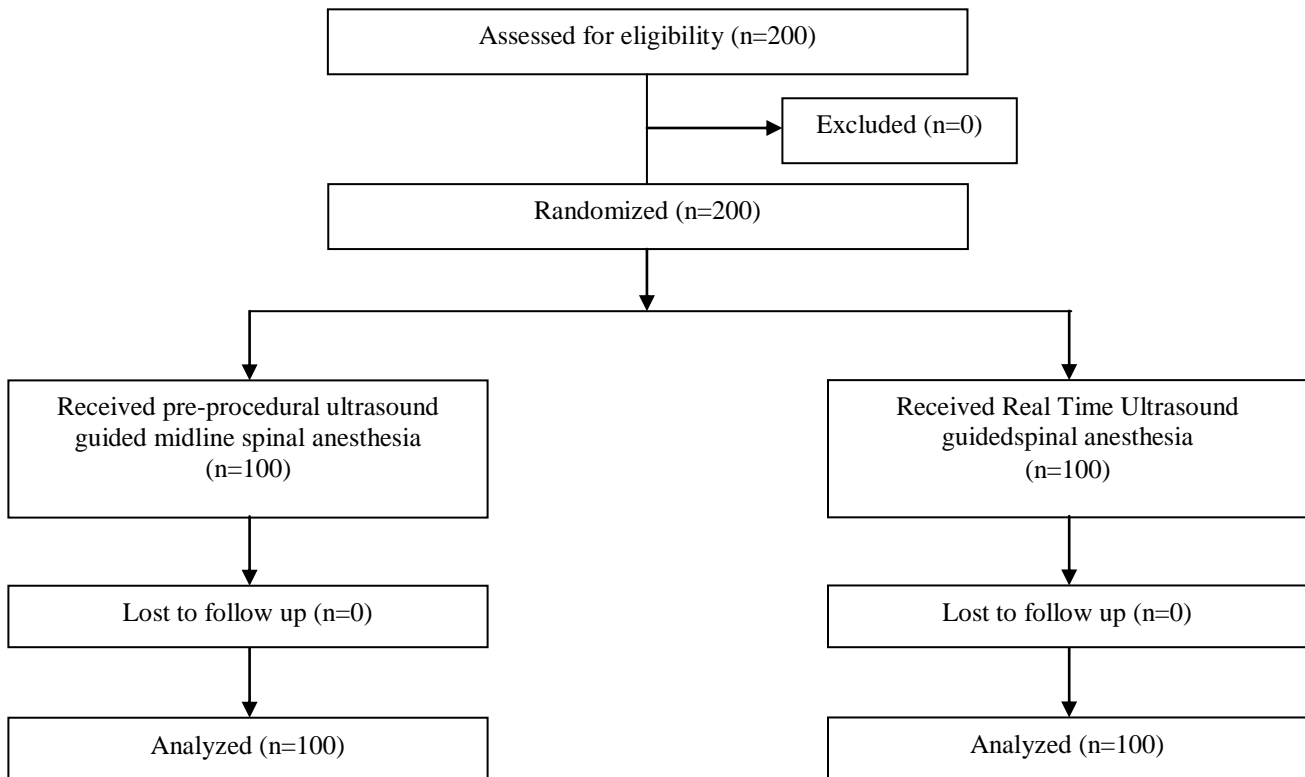 Assessed for eligibility (n=200)
Excluded (n=0)
Randomized (n=200)
Received pre-procedural ultrasound
guided midline spinal anesthesia
(n=100)
Received Real Time Ultrasound
guidedspinal anesthesia
(n=100)
Lost to follow up (n=0)
Lost to follow up (n=0)
Analyzed (n=100)
Analyzed (n=100)